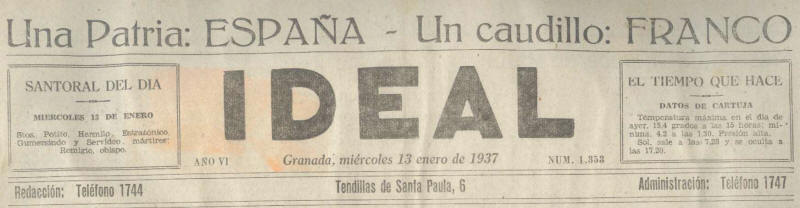 Una Patria: ESPAÑA - Un caudillo: FRANCO
SANTORAL DEL DIA
MIERCOLES 13 DE ENERO
Stos. Potito, Hermilo, Estratónico,
Gumersindo y Servideo, mártires;
Remigio, obispo.
IDEAL
AÑO VI
Granada, miércoles 13 enero de 1937
NUM. 1.353
EL TIEMPO QUE HACE
DATOS DE CARTUJA
Temperatura máxima en el día de
ayer, 13,4 grados a las 15 horas; mí-
nima, 4,2 a las 1,30. Presión alta.
Sol, sale a las 7,23 y se oculta a
las 17,20.
Redacción: Teléfono 1744
Tendillas de Santa Paula, 6
Administración: Teléfono 1747